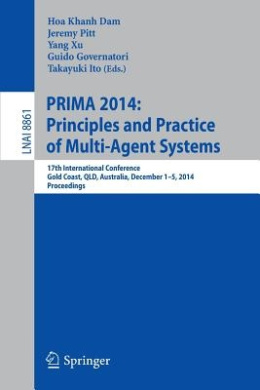 Hoa Khanh Dam
Jeremy Pitt
Yang Xu
Guido Governatori
Takayuki Ito (Eds.)
LNAI 8861
PRIMA 2014:
Principles and Practice
of Multi-Agent Systems
17th International Conference
Gold Coast, QLD, Australia, December 1–5, 2014
Proceedings
Springer